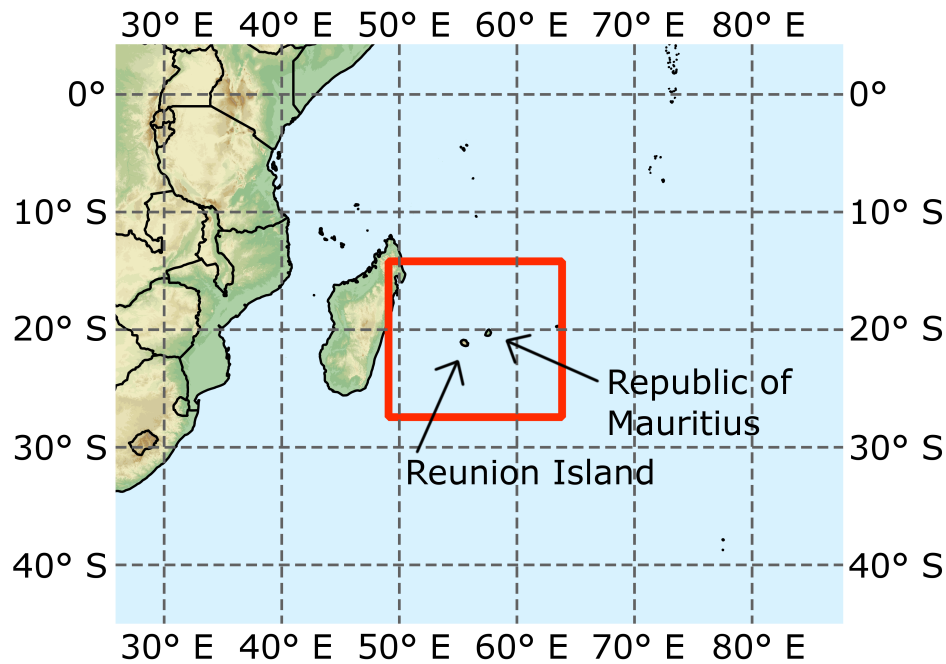 30° E 40° E 50° E 60° E 70° E 80° E
0° 0°
10° S 10° S
20° S 20° S
Republic of
Mauritius
30° S 30° S
Reunion Island
40° S 40° S
30° E 40° E 50° E 60° E 70° E 80° E